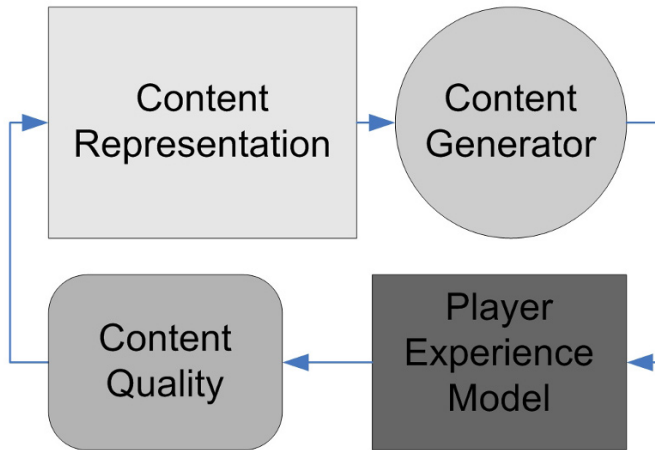 Content
Representation
Content
Generator
Content
Quality
Player
Experience
Model